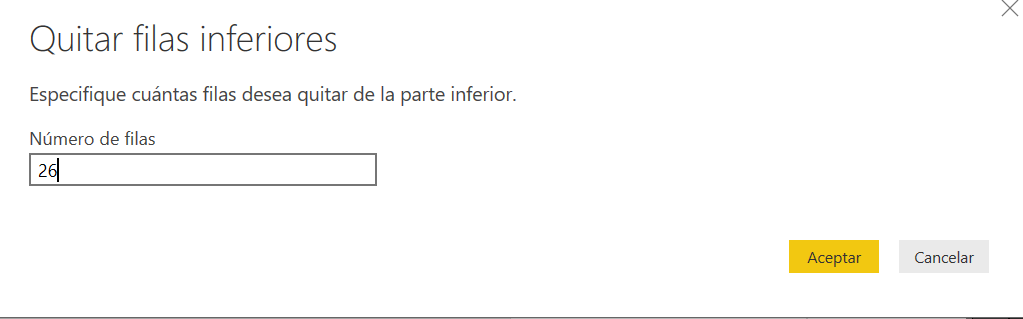 Quitar filas inferiores
Especifique cuántas filas desea quitar de la parte inferior.
Número de filas
26
Aceptar Cancelar